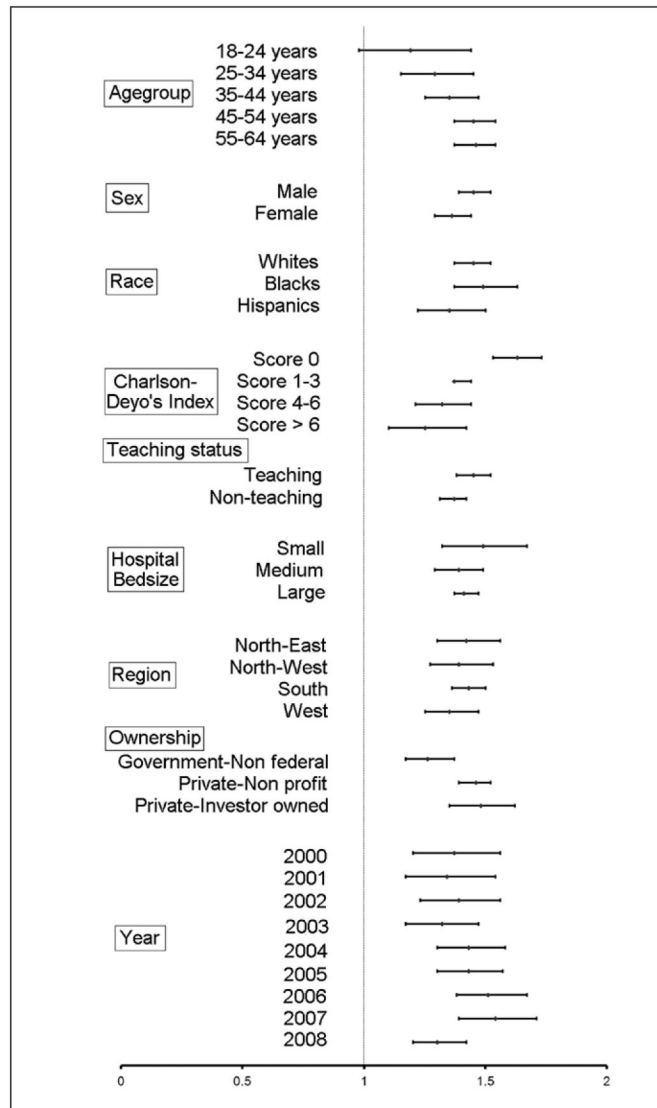 18-24 years
25-34 years
Agegroup
35-44 years
45-54 years
55-64 years
Sex
Male
Female
Race
Whites
Blacks
Hispanics
Score 0
Charlson-
Deyo's Index
Score 1-3
Score 4-6
Score > 6
Teaching status
Teaching
Non-teaching
Hospital
Bedsize
Small
Medium
Large
Region
North-East
North-West
South
West
Ownership
Government-Non federal
Private-Non profit
Private-Investor owned
Year
2000
2001
2002
2003
2004
2005
2006
2007
2008
0 0.5 1 1.5 2